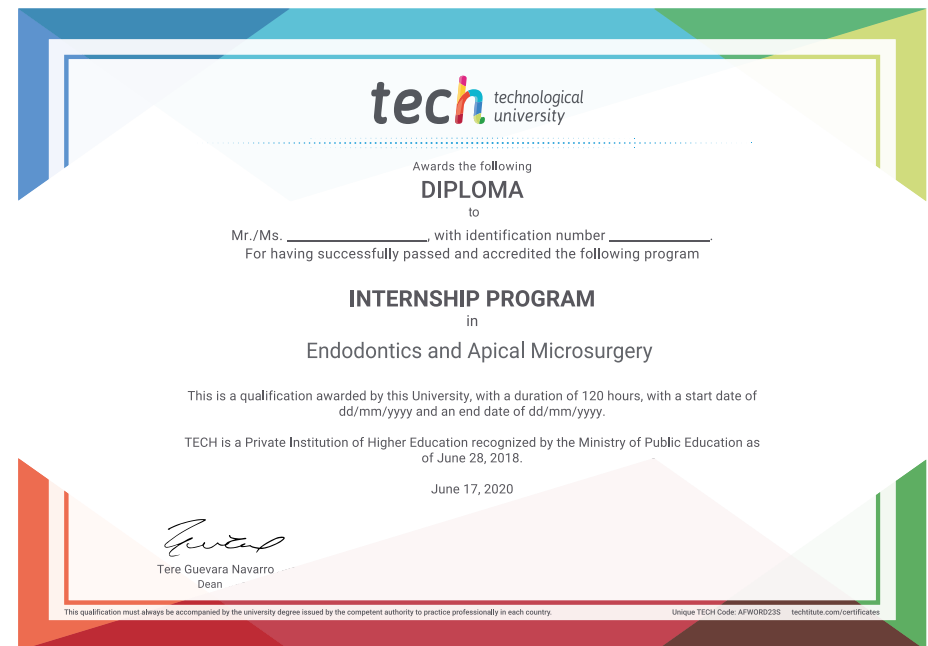 tech technological
university
Awards the following
DIPLOMA
to
Mr./Ms. ____________, with identification number ____________.
For having successfully passed and accredited the following program
INTERNSHIP PROGRAM
in
Endodontics and Apical Microsurgery
This is a qualification awarded by this University, with a duration of 120 hours, with a start date of
dd/mm/yyyy and an end date of dd/mm/yyyy.
TECH is a Private Institution of Higher Education recognized by the Ministry of Public Education as
of June 28, 2018.
June 17, 2020
Tere Guevara Navarro
Dean
This qualification must always be accompanied by the university degree issued by the competent authority to practice professionally in each country.
Unique TECH Code: AFWORD23S techtitute.com/certificates